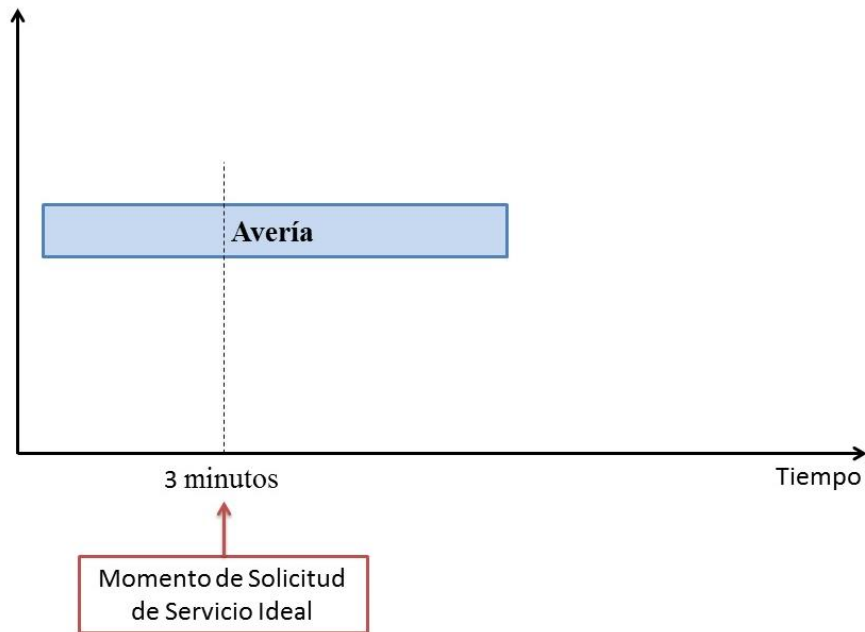 Avería
3 minutos
Tiempo
Momento de Solicitud
de Servicio Ideal